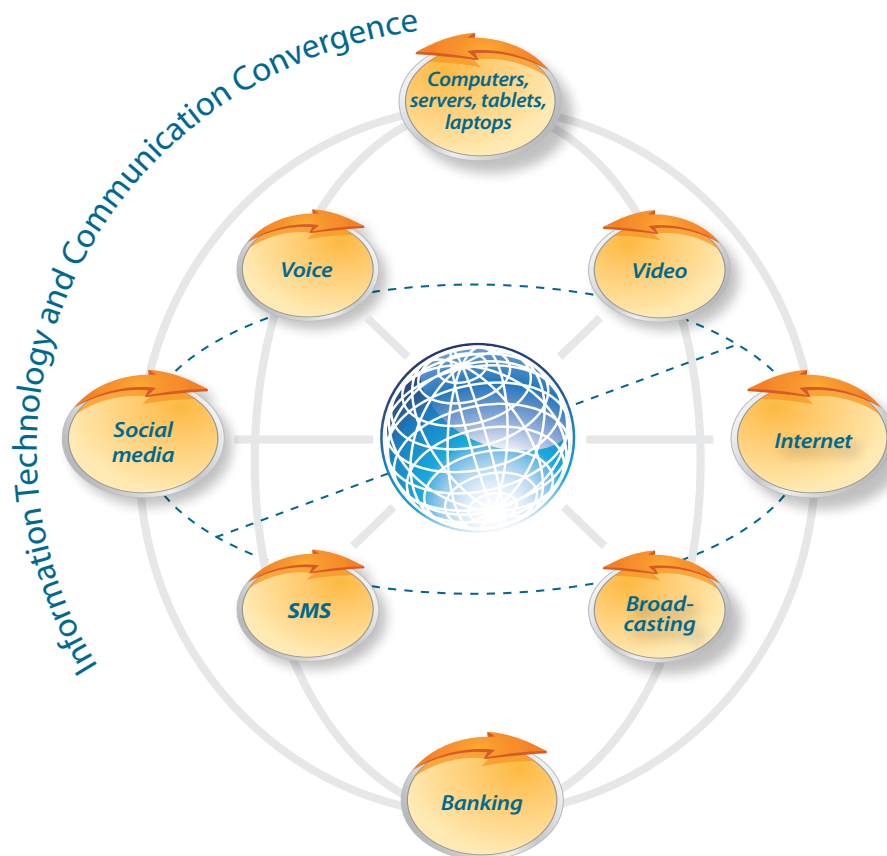 Information Technology and Communication Convergence
Computers,
servers, tablets,
laptops
Voice
Video
Social
media
Internet
SMS
Broad-
casting
Banking